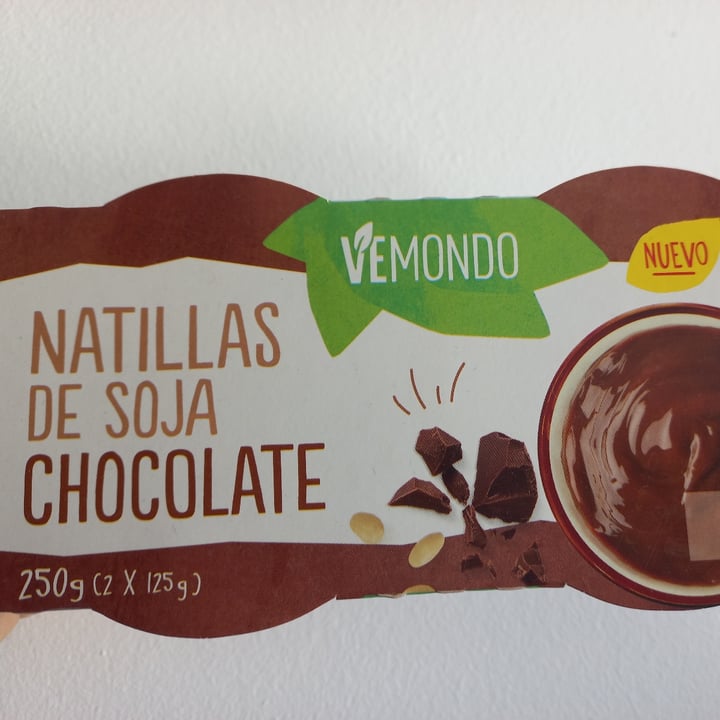 VEMONDO
NUEVO
NATILLAS
DE SOJA
CHOCOLATE
250g (2 X 125g)